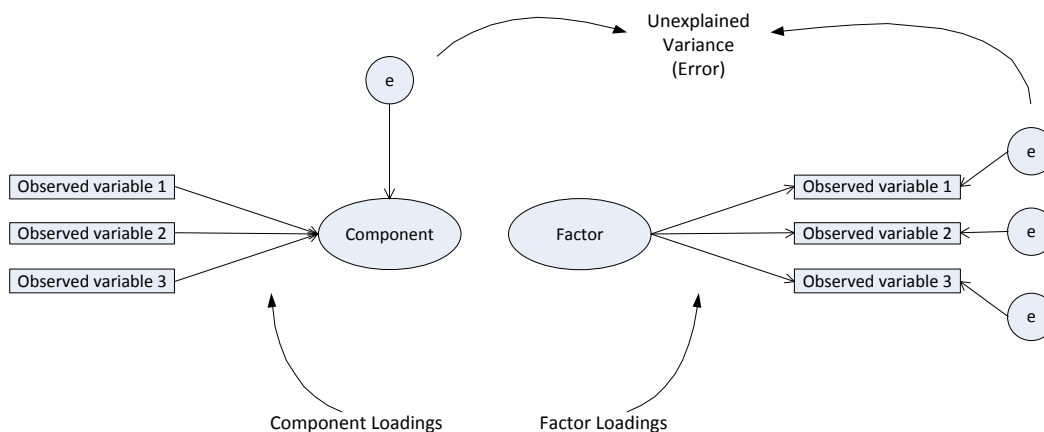 Unexplained
Variance
(Error)
e
e
Observed variable 1
Observed variable 2
Observed variable 3
Component
Factor
Observed variable 1
Observed variable 2
Observed variable 3
e
e
Component Loadings
Factor Loadings